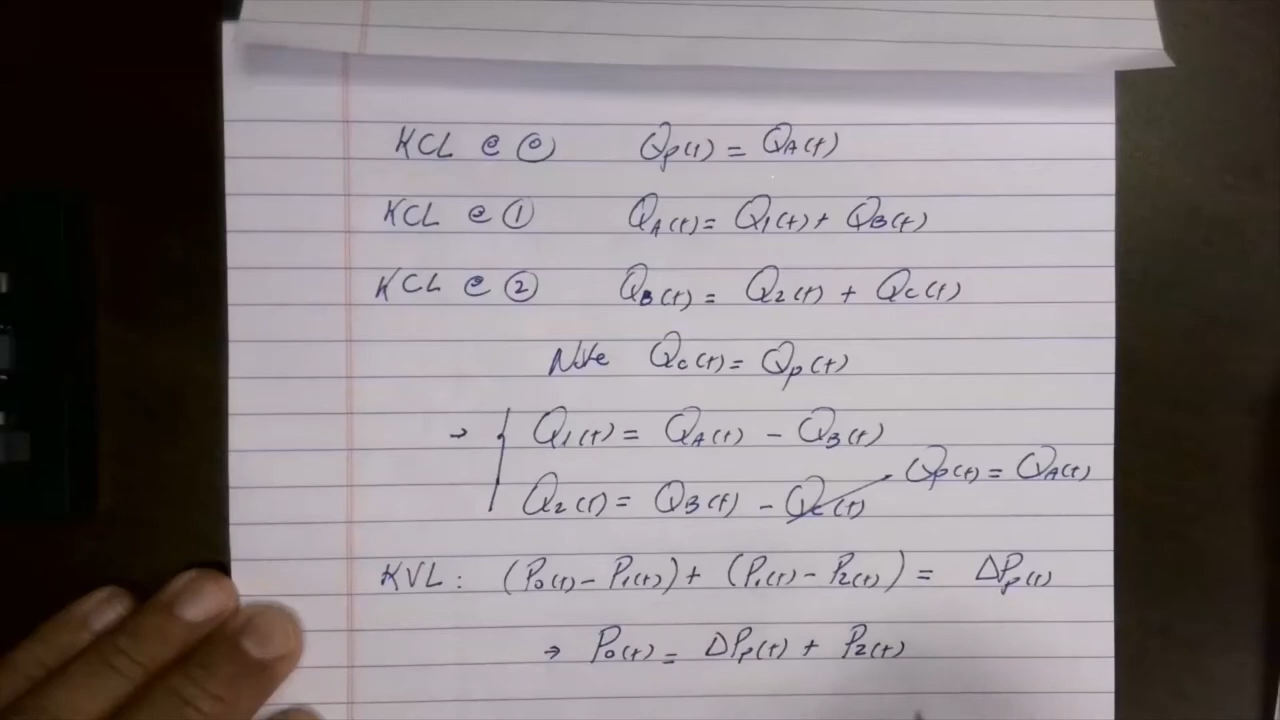 KCL @ ⓪ Qp(t) = QA(t)
KCL @ ① QA(t) = Q1(t) + QB(t)
KCL @ ② QB(t) = Q2(t) + Qc(t)
Note Qc(t) = Qp(t)
→ { Q1(t) = QA(t) - QB(t)
Q2(t) = QB(t) - Qc(t) Qp(t) = QA(t)
KVL : (P0(t) - P1(t)) + (P1(t) - P2(t)) = ΔPp(t)
→ P0(t) = ΔPp(t) + P2(t)